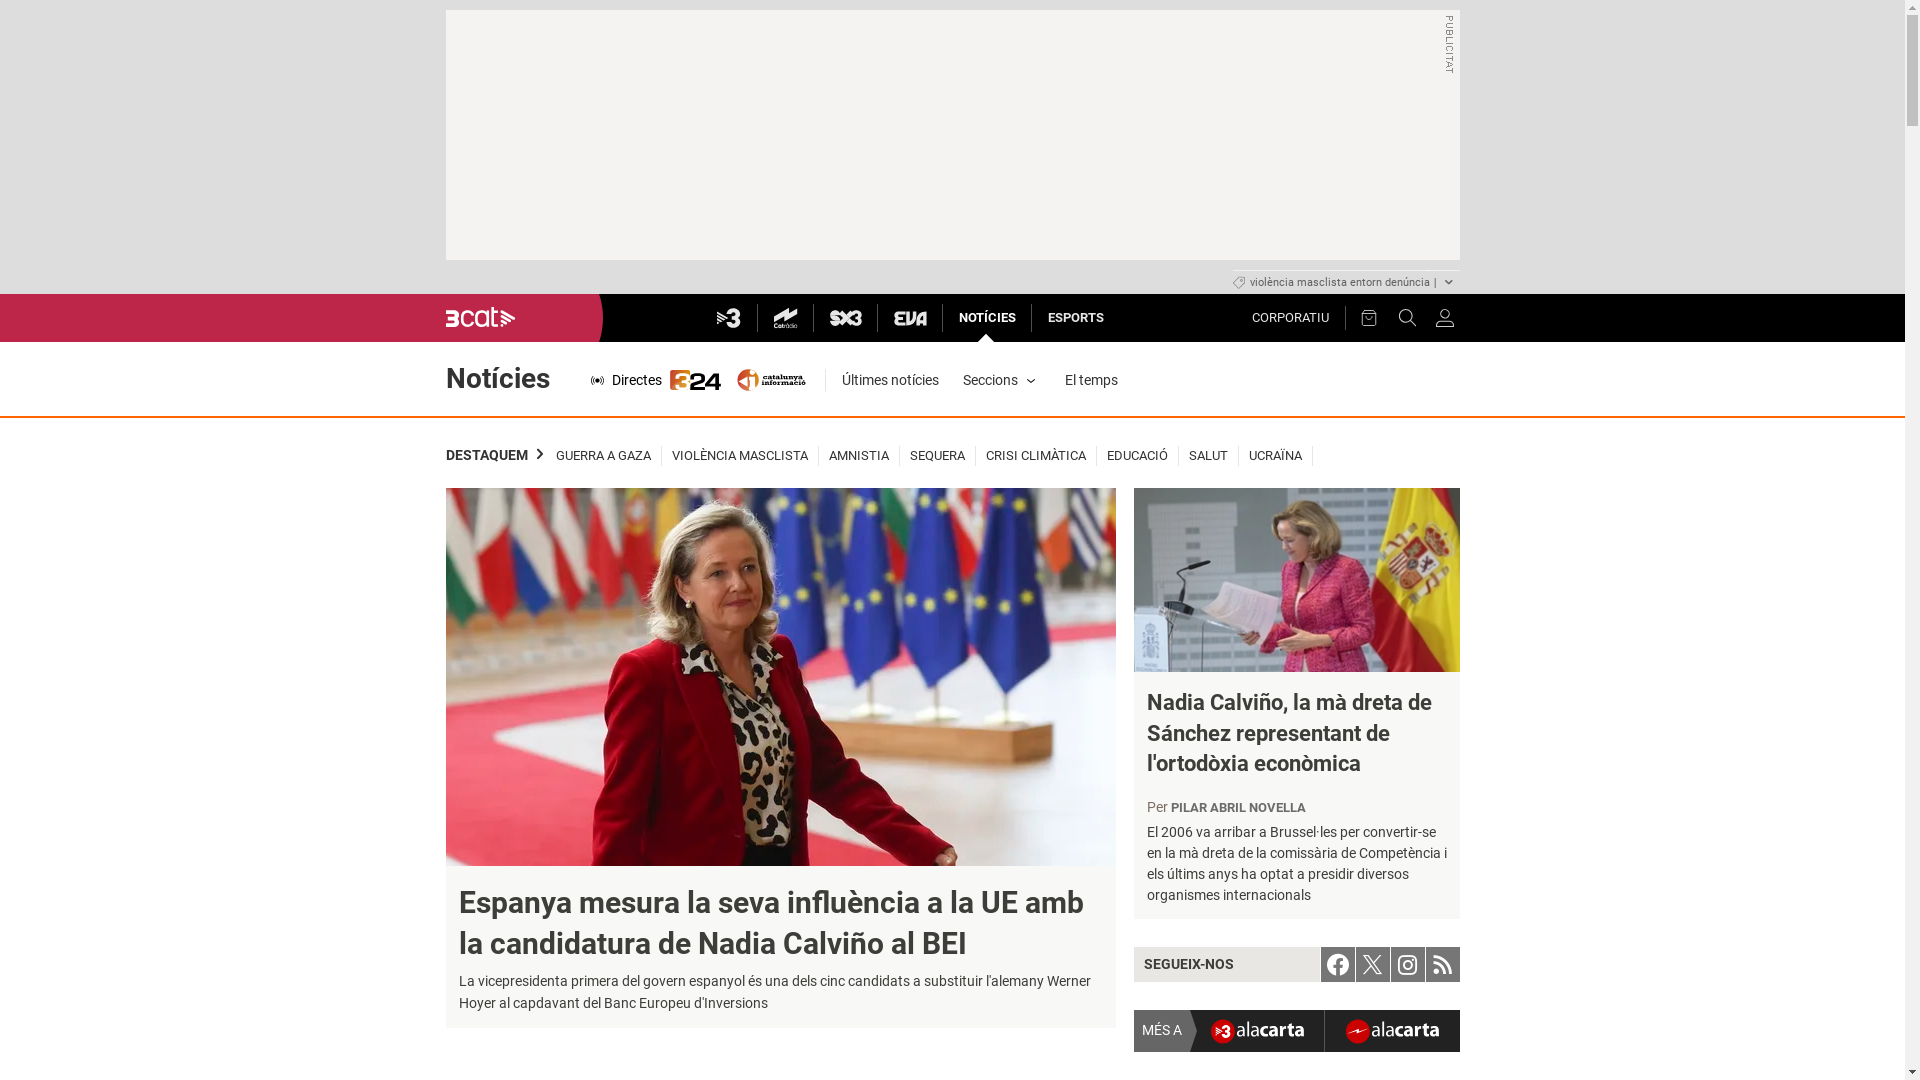 PUBLICITAT
violència masclista entorn denúncia |
3cat
3
Catràdio
SX3
EVA
NOTÍCIES
ESPORTS
CORPORATIU
Notícies
Directes
324
catalunya
informació
Últimes notícies
Seccions
El temps
DESTAQUEM
GUERRA A GAZA
VIOLÈNCIA MASCLISTA
AMNISTIA
SEQUERA
CRISI CLIMÀTICA
EDUCACIÓ
SALUT
UCRAÏNA
Espanya mesura la seva influència a la UE amb
la candidatura de Nadia Calviño al BEI
La vicepresidenta primera del govern espanyol és una dels cinc candidats a substituir l'alemany Werner
Hoyer al capdavant del Banc Europeu d'Inversions
Nadia Calviño, la mà dreta de
Sánchez representant de
l'ortodòxia econòmica
Per PILAR ABRIL NOVELLA
El 2006 va arribar a Brussel·les per convertir-se
en la mà dreta de la comissària de Competència i
els últims anys ha optat a presidir diversos
organismes internacionals
SEGUEIX-NOS
MÉS A
3 alacarta
alacarta